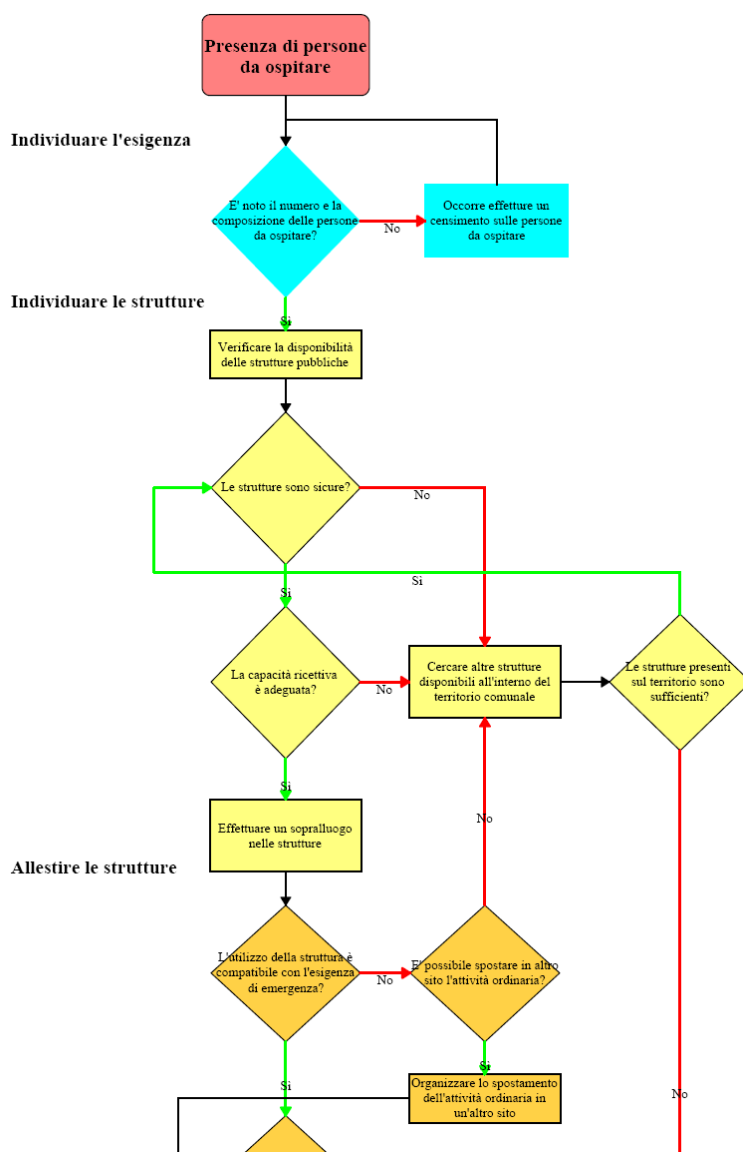 Presenza di persone
da ospitare
Individuare l'esigenza
E' noto il numero e la
composizione delle persone
da ospitare?
No
Occorre effetture un
censimento sulle persone
da ospitare
Individuare le strutture
Si
Verificare la disponibilità
delle strutture pubbliche
Le strutture sono sicure?
No
Si
Si
La capacità ricettiva
è adeguata?
No
Cercare altre strutture
disponibili all'interno del
territorio comunale
Le strutture presenti
sul territorio sono
sufficienti?
Si
Effettuare un sopralluogo
nelle strutture
No
Allestire le strutture
L'utilizzo della struttura è
compatibile con l'esigenza
di emergenza?
No
E' possibile spostare in altro
sito l'attività ordinaria?
Si
Si
Organizzare lo spostamento
dell'attività ordinaria in
un'altro sito
No